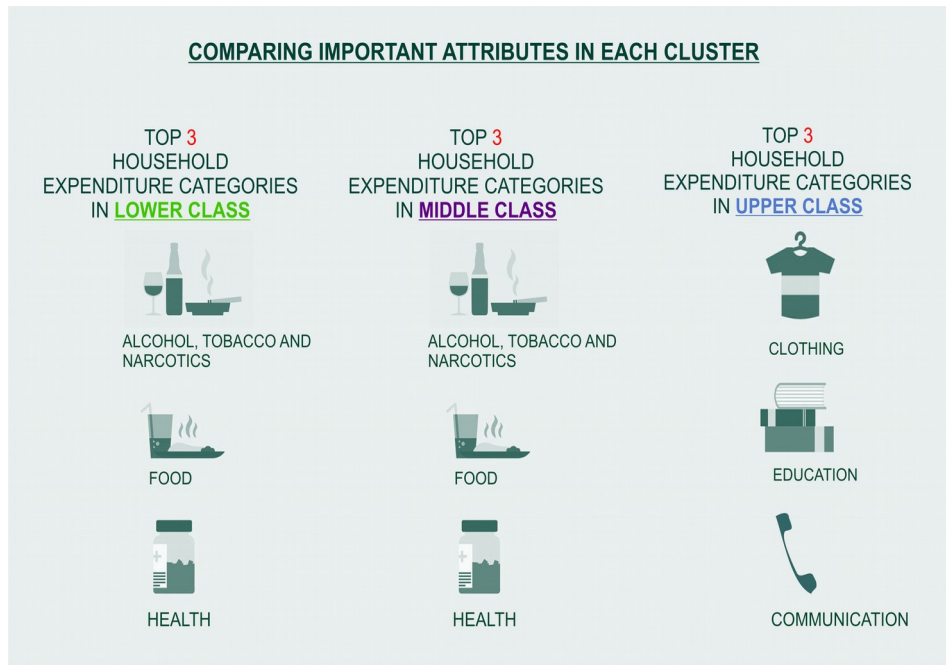 COMPARING IMPORTANT ATTRIBUTES IN EACH CLUSTER
TOP 3
HOUSEHOLD
EXPENDITURE CATEGORIES
IN LOWER CLASS
ALCOHOL, TOBACCO AND
NARCOTICS
FOOD
HEALTH
TOP 3
HOUSEHOLD
EXPENDITURE CATEGORIES
IN MIDDLE CLASS
ALCOHOL, TOBACCO AND
NARCOTICS
FOOD
HEALTH
TOP 3
HOUSEHOLD
EXPENDITURE CATEGORIES
IN UPPER CLASS
CLOTHING
EDUCATION
COMMUNICATION